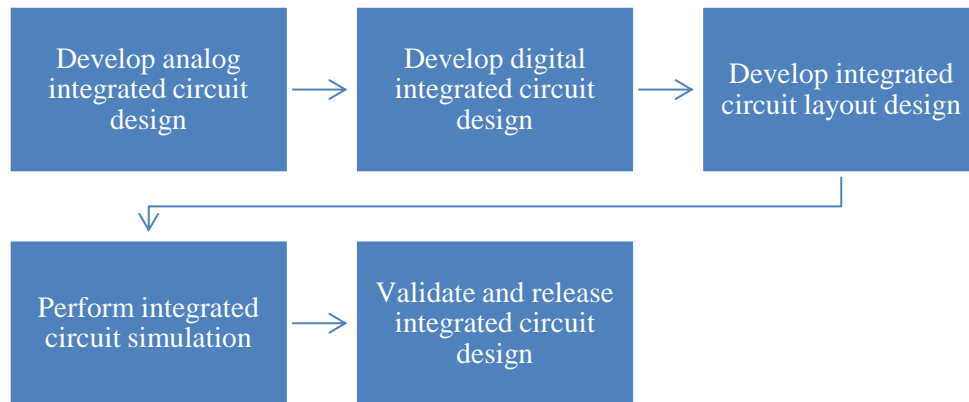 Develop analog
integrated circuit
design
Develop digital
integrated circuit
design
Develop integrated
circuit layout design
Perform integrated
circuit simulation
Validate and release
integrated circuit
design